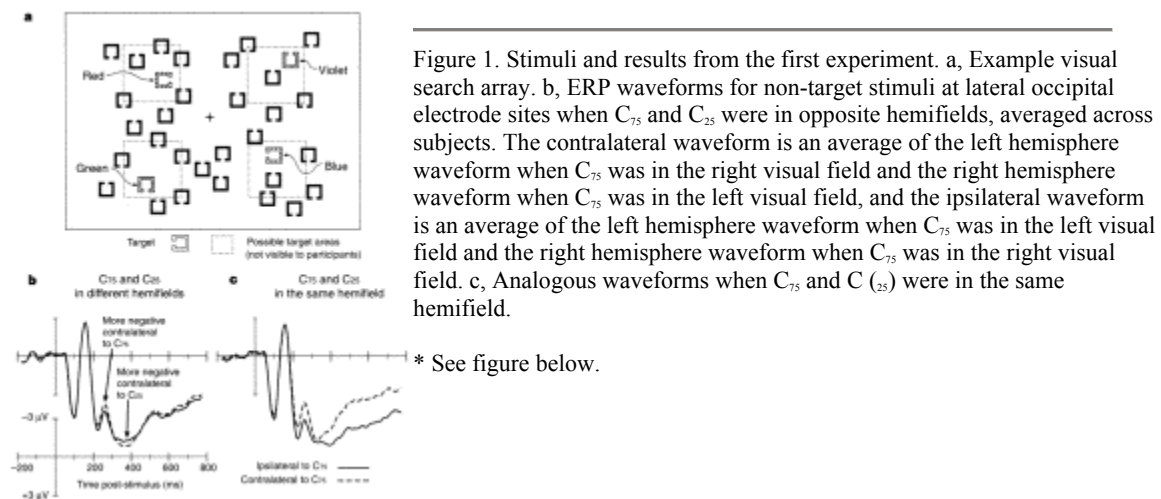 a
Red
Violet
Green
Blue
Target
Possible target areas
(not visible to participants)
b
C₇₅ and C₂₅
in different hemifields
c
C₇₅ and C₂₅
in the same hemifield
More negative
contralateral
to C₇₅
More negative
contralateral
to C₂₅
−3 µV
−200
200
400
600
800
Time post-stimulus (ms)
+3 µV
Ipsilateral to C₇₅
Contralateral to C₇₅
Figure 1. Stimuli and results from the first experiment. a, Example visual
search array. b, ERP waveforms for non-target stimuli at lateral occipital
electrode sites when C₇₅ and C₂₅ were in opposite hemifields, averaged across
subjects. The contralateral waveform is an average of the left hemisphere
waveform when C₇₅ was in the right visual field and the right hemisphere
waveform when C₇₅ was in the left visual field, and the ipsilateral waveform
is an average of the left hemisphere waveform when C₇₅ was in the left visual
field and the right hemisphere waveform when C₇₅ was in the right visual
field. c, Analogous waveforms when C₇₅ and C (₂₅) were in the same
hemifield.
* See figure below.